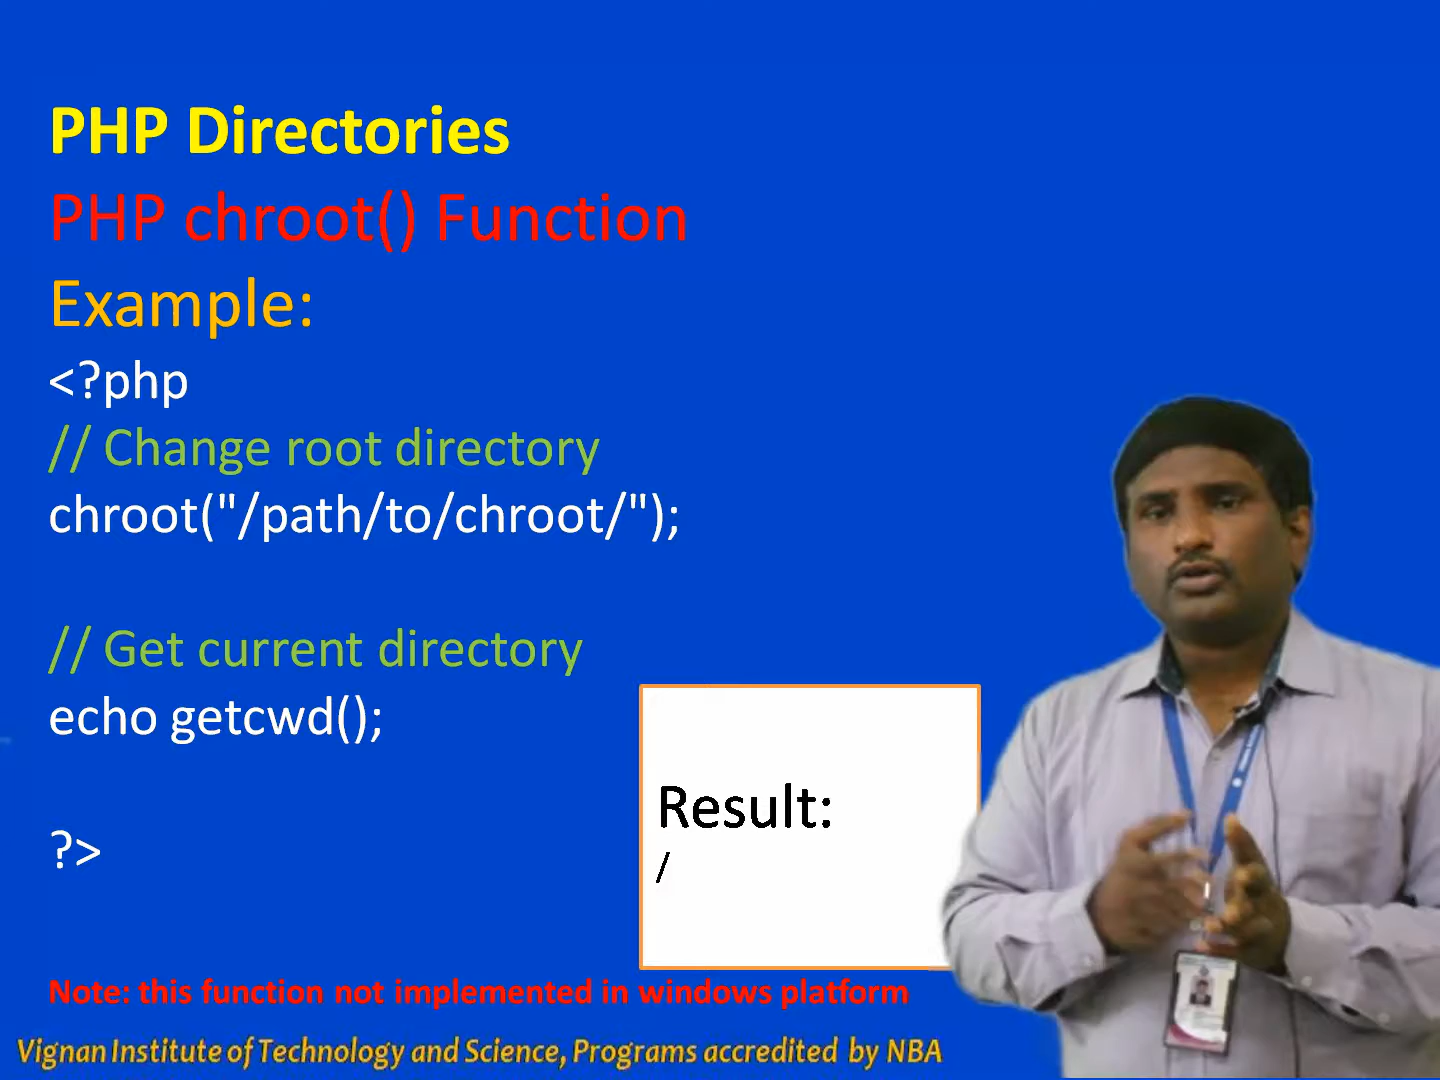 PHP Directories
PHP chroot() Function
Example:
<?php
// Change root directory
chroot("/path/to/chroot/");
// Get current directory
echo getcwd();
?>
Result:
/
Note: this function not implemented in windows platform
Vignan Institute of Technology and Science, Programs accredited by NBA